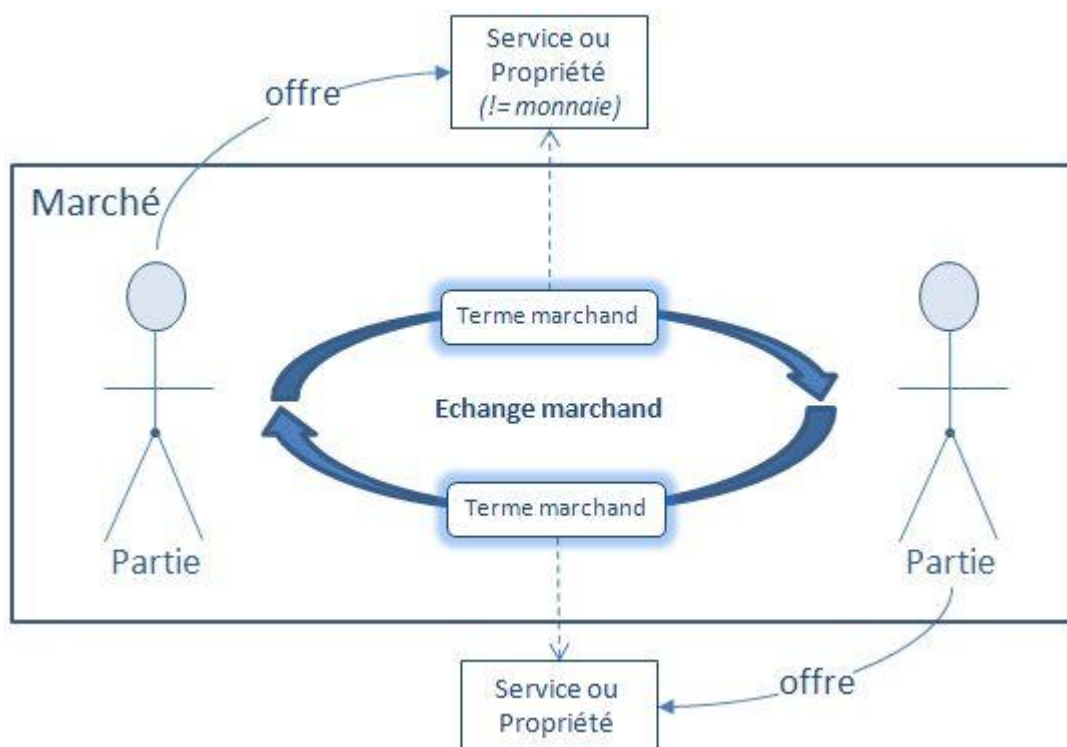 Service ou
Propriété
(!= monnaie)
offre
Marché
Terme marchand
Echange marchand
Terme marchand
Partie
Partie
Service ou
Propriété
offre